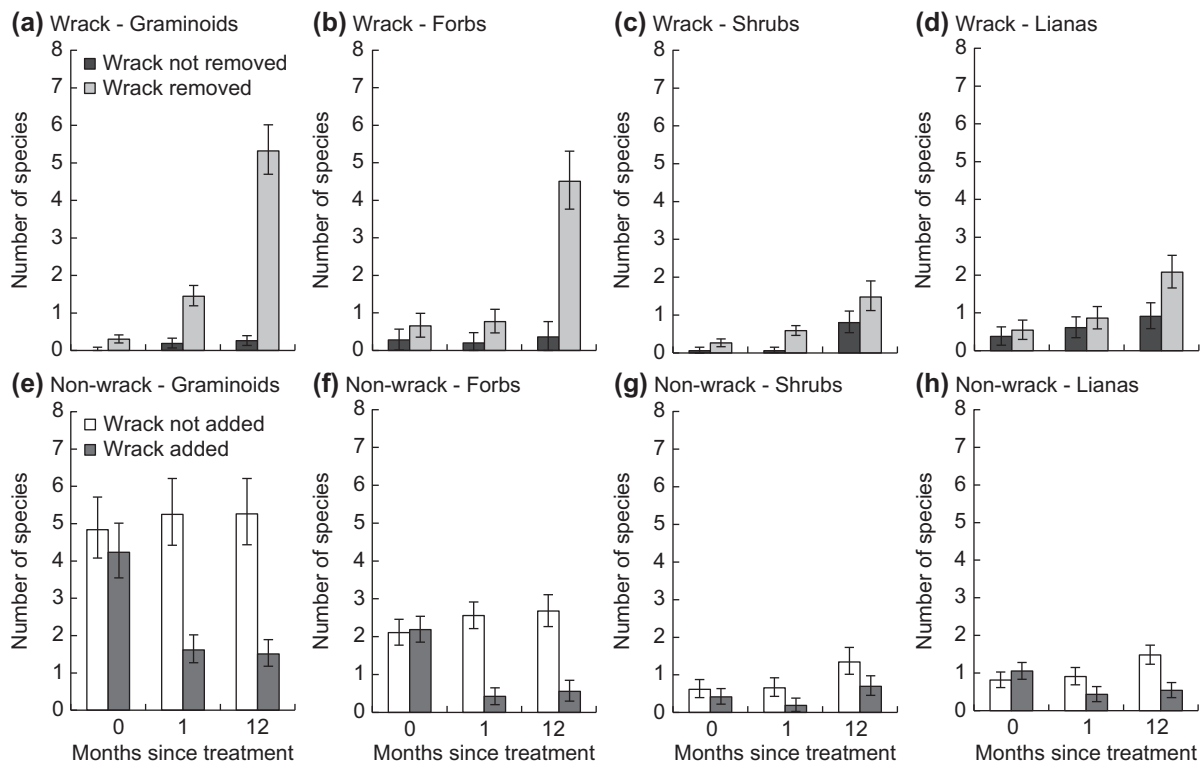 (a) Wrack - Graminoids
8
7
6
5
4
3
2
1
0
Number of species
Wrack not removed
Wrack removed
(b) Wrack - Forbs
8
7
6
5
4
3
2
1
0
Number of species
(c) Wrack - Shrubs
8
7
6
5
4
3
2
1
0
Number of species
(d) Wrack - Lianas
8
7
6
5
4
3
2
1
0
Number of species
(e) Non-wrack - Graminoids
8
7
6
5
4
3
2
1
0
Number of species
Wrack not added
Wrack added
0 1 12
Months since treatment
(f) Non-wrack - Forbs
8
7
6
5
4
3
2
1
0
Number of species
0 1 12
Months since treatment
(g) Non-wrack - Shrubs
8
7
6
5
4
3
2
1
0
Number of species
0 1 12
Months since treatment
(h) Non-wrack - Lianas
8
7
6
5
4
3
2
1
0
Number of species
0 1 12
Months since treatment